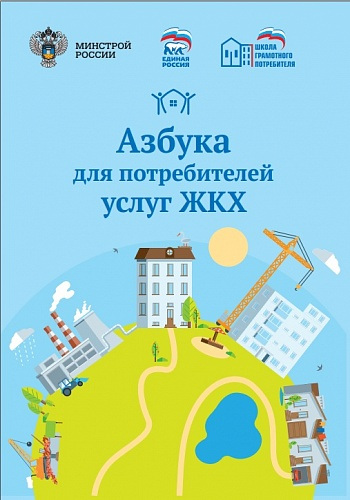 МИНСТРОЙ
РОССИИ
ЕДИНАЯ
РОССИЯ
ШКОЛА
ГРАМОТНОГО
ПОТРЕБИТЕЛЯ
Азбука
для потребителей
услуг ЖКХ